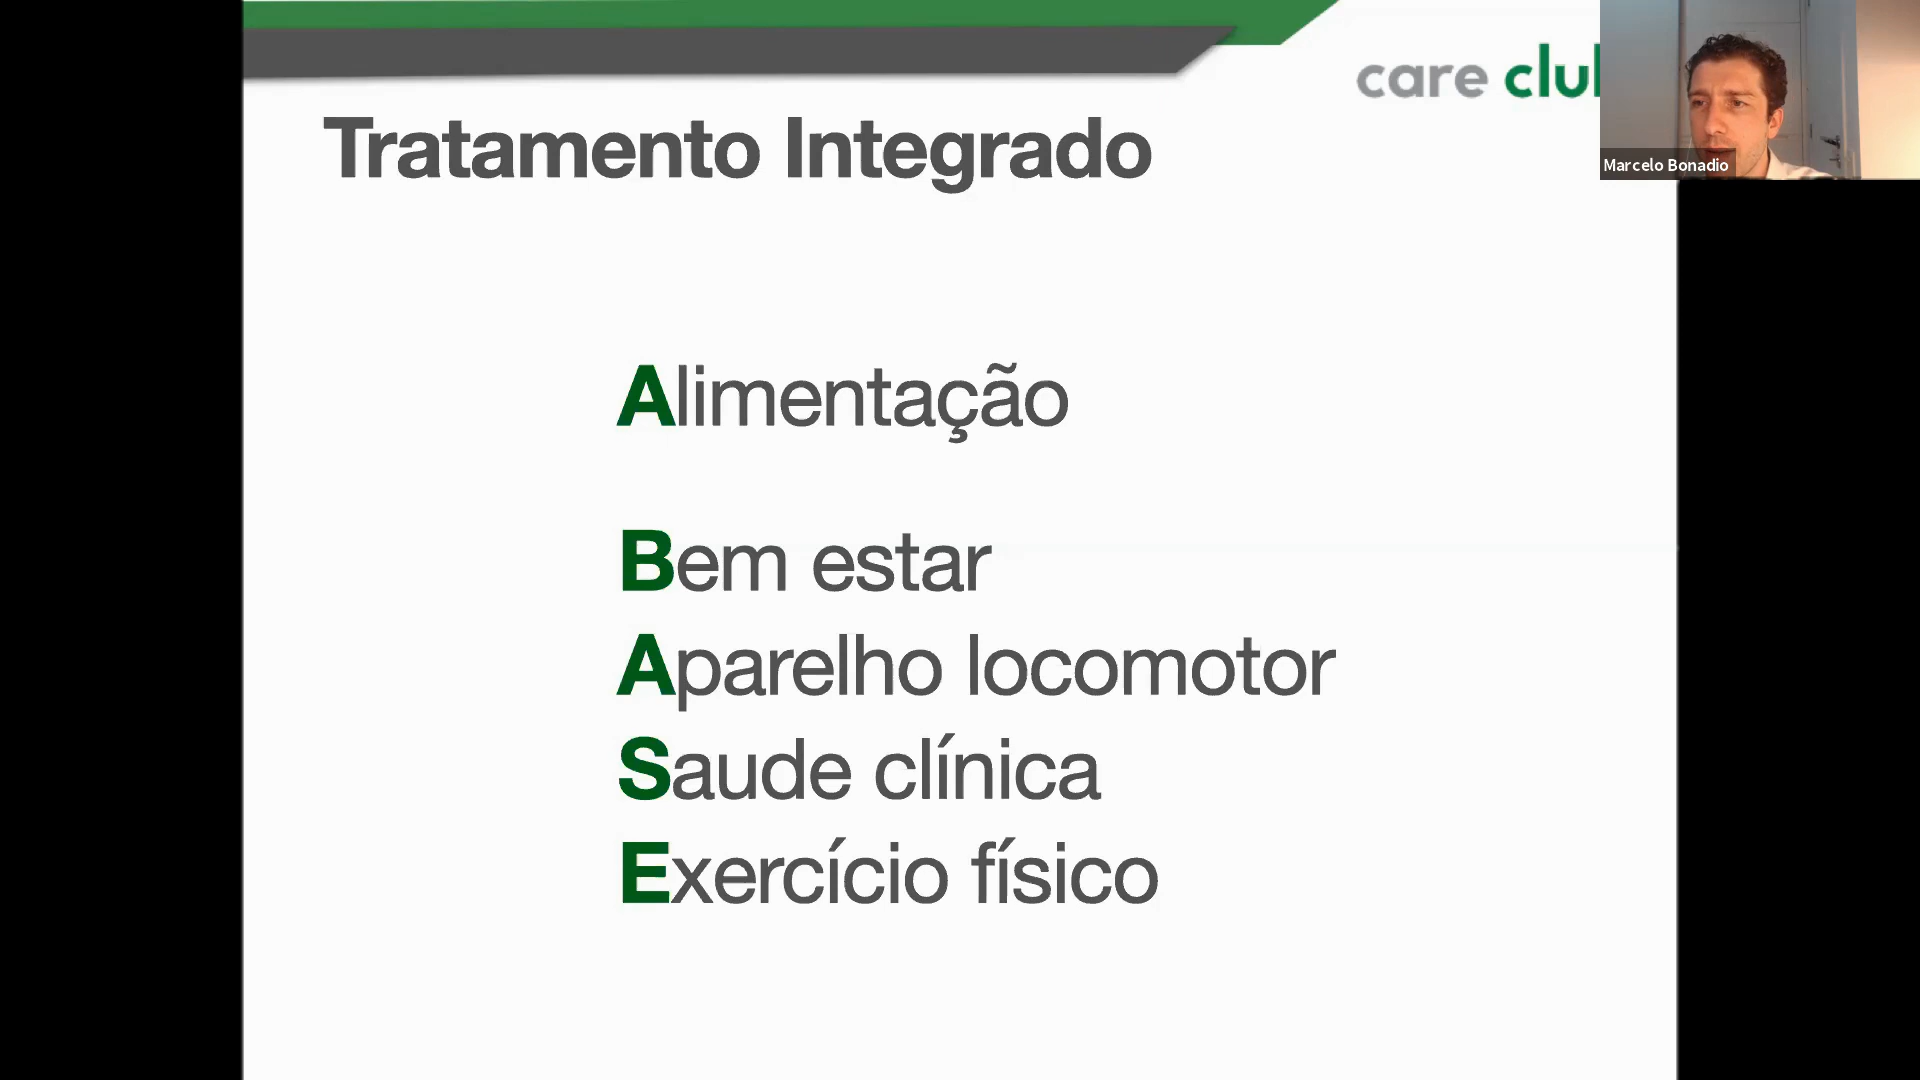 care clu
Marcelo Bonadio
Tratamento Integrado
Alimentação
Bem estar
Aparelho locomotor
Saude clínica
Exercício físico